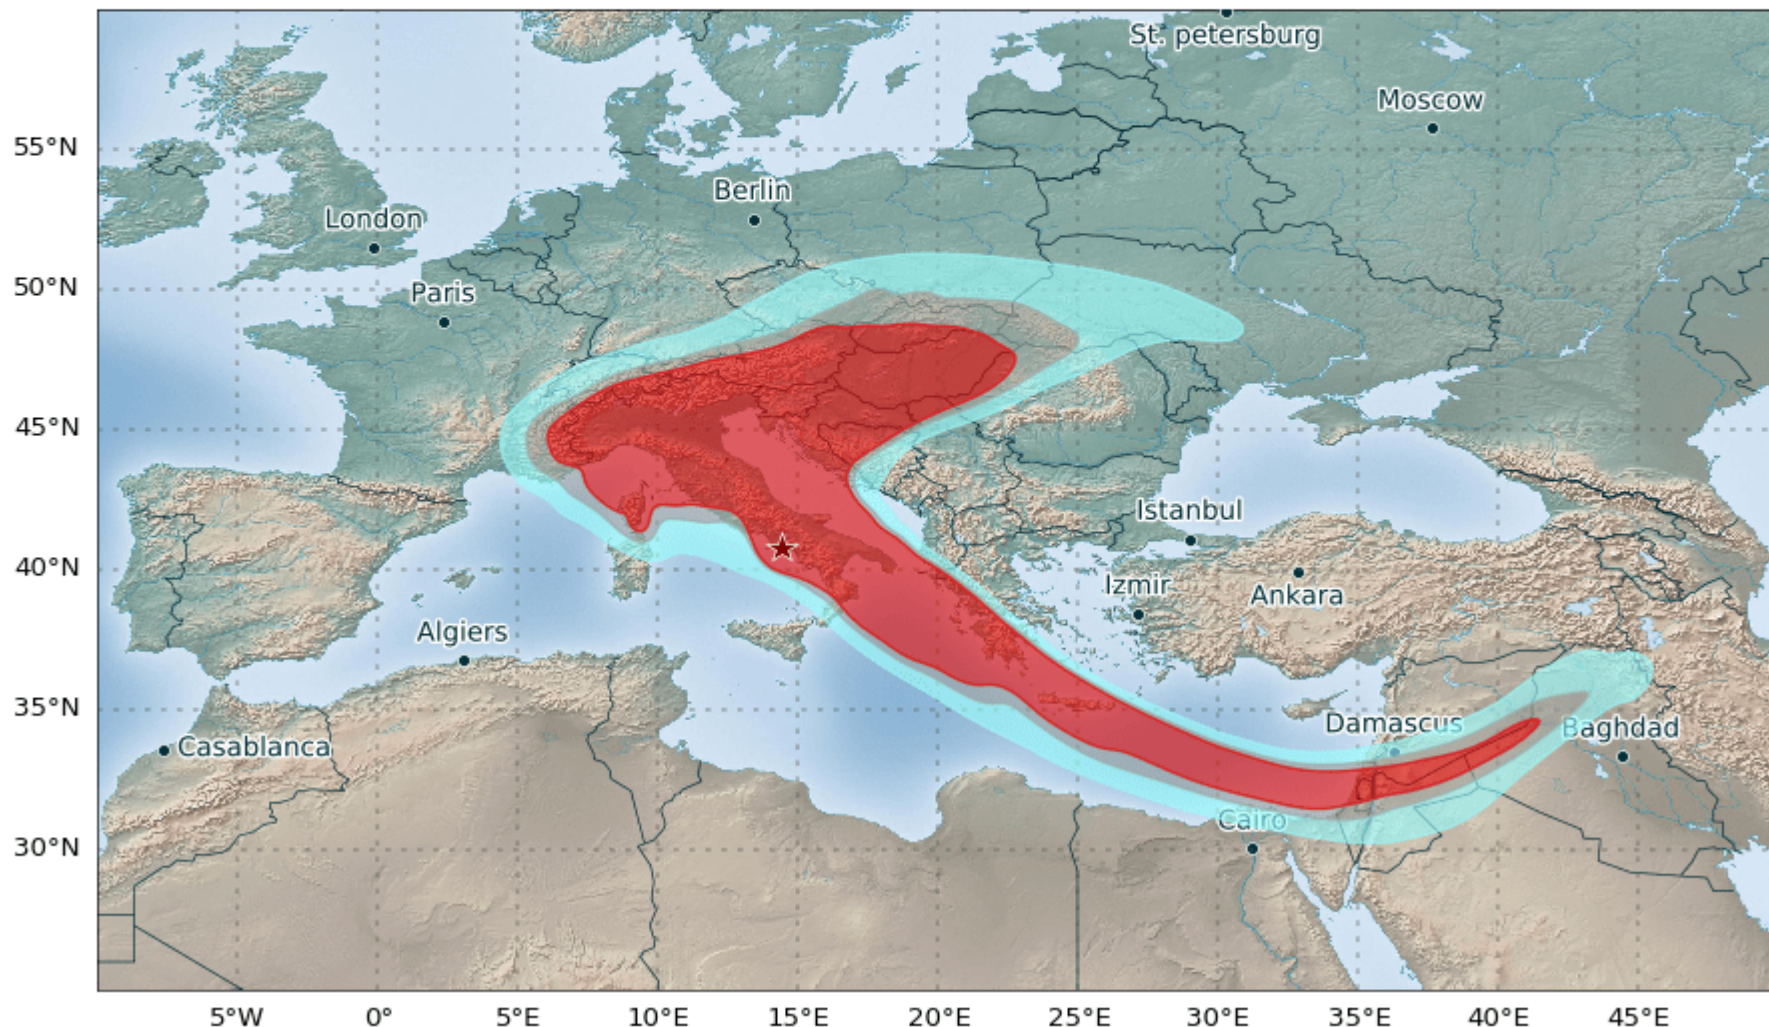 St. petersburg
Moscow
55°N
Berlin
London
50°N
Paris
45°N
Istanbul
40°N
Izmir
Ankara
Algiers
35°N
Damascus
Baghdad
Casablanca
Cairo
30°N
5°W
0°
5°E
10°E
15°E
20°E
25°E
30°E
35°E
40°E
45°E